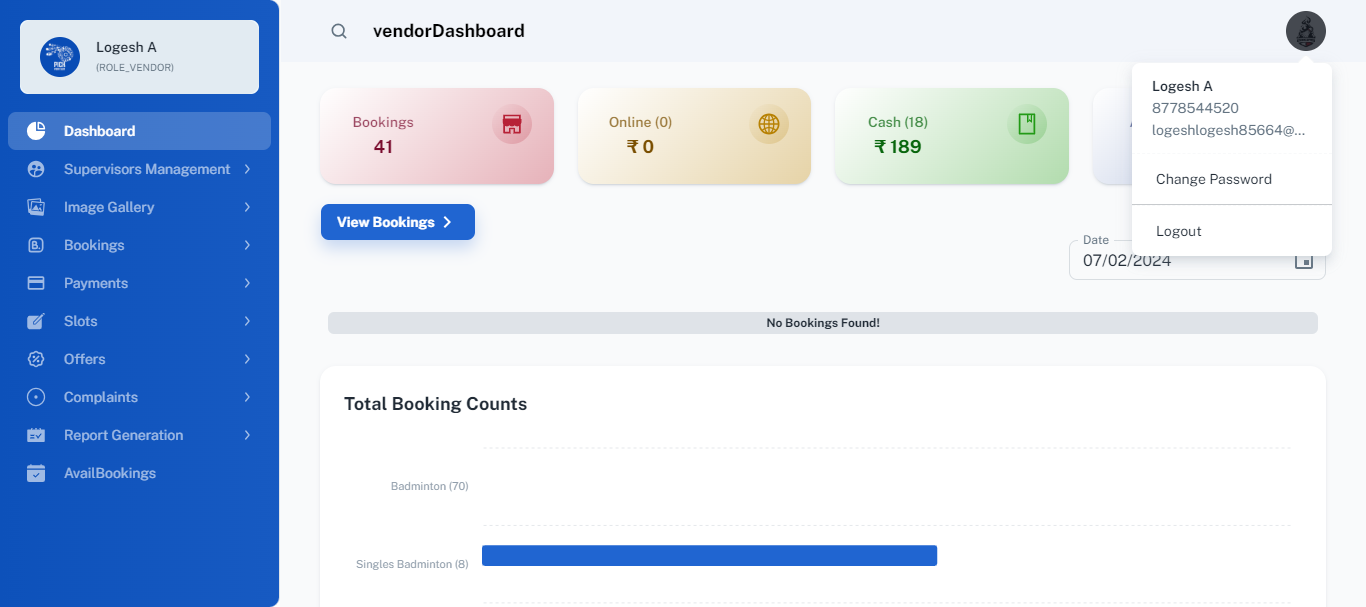 Logesh A
(ROLE_VENDOR)
Dashboard
Supervisors Management
Image Gallery
Bookings
Payments
Slots
Offers
Complaints
Report Generation
AvailBookings
vendorDashboard
Logesh A
8778544520
logeshlogesh85664@...
Change Password
Logout
Bookings
41
Online (0)
₹ 0
Cash (18)
₹ 189
View Bookings
Date
07/02/2024
No Bookings Found!
Total Booking Counts
Badminton (70)
Singles Badminton (8)